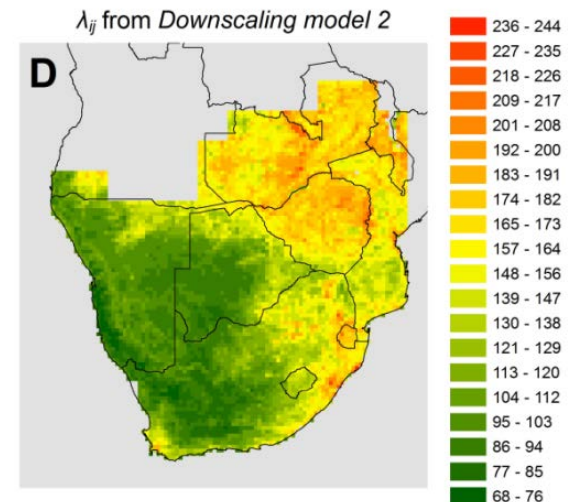 λij from Downscaling model 2
D
236 - 244
227 - 235
218 - 226
209 - 217
201 - 208
192 - 200
183 - 191
174 - 182
165 - 173
157 - 164
148 - 156
139 - 147
130 - 138
121 - 129
113 - 120
104 - 112
95 - 103
86 - 94
77 - 85
68 - 76